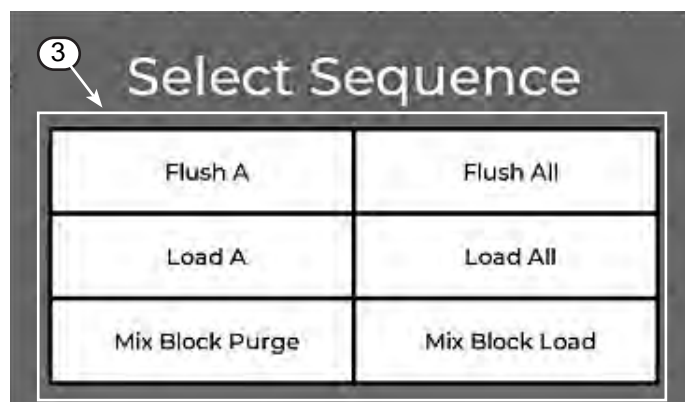 3
Select Sequence
Flush A Flush All
Load A Load All
Mix Block Purge Mix Block Load